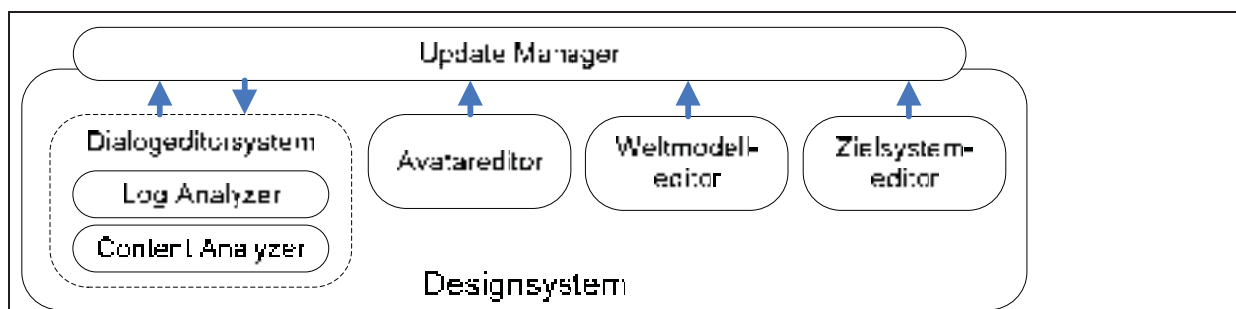 Update Manager
Dialogeditorsystem
Log Analyzer
Content Analyzer
Avatareditor
Weltmodell-
editor
Zielsystem-
editor
Designsystem